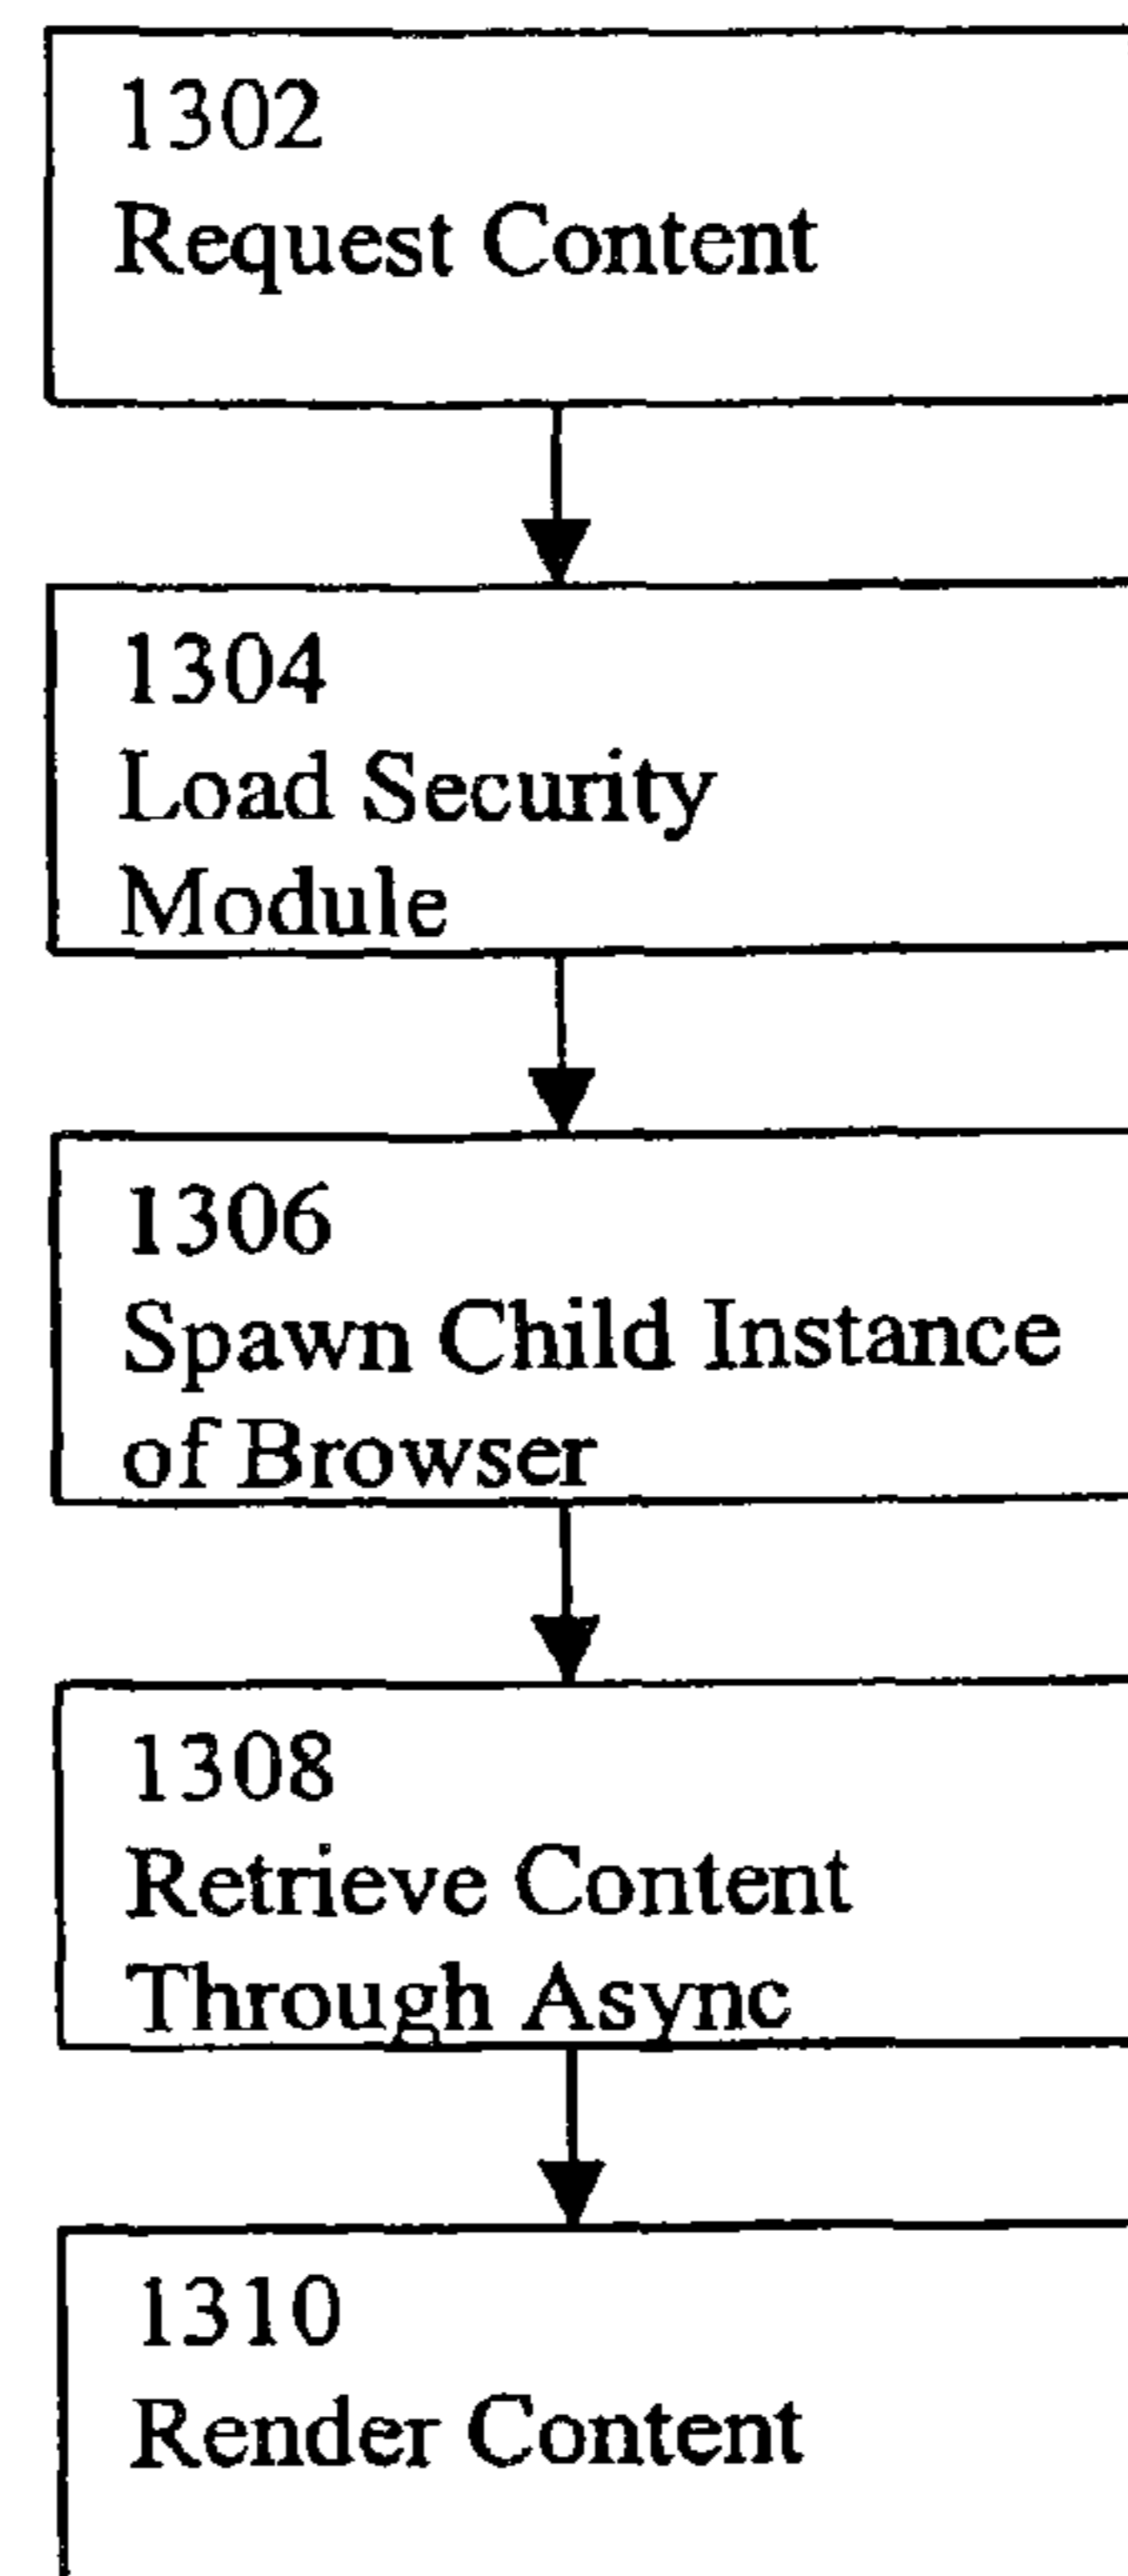 1302
Request Content
1304
Load Security
Module
1306
Spawn Child Instance
of Browser
1308
Retrieve Content
Through Async
1310
Render Content